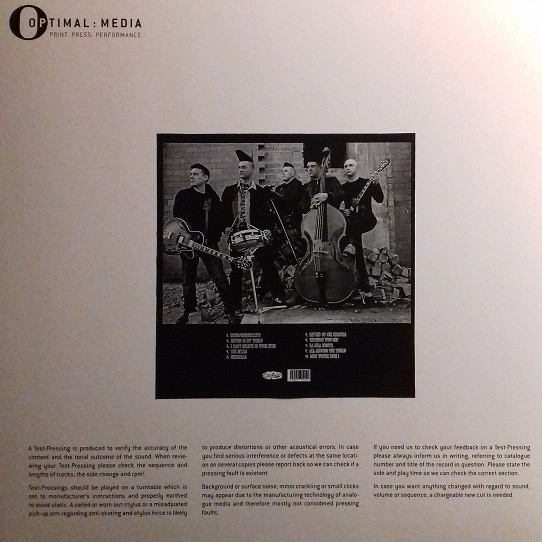 OPTIMAL : MEDIA
PRINT PRESS: PERFORMANCE
A Test-Pressing is produced to verify the accuracy of the
content and the tonal outcome of the sound. When revie-
wing your Test-Pressing please check the sequence and
lengths of tracks, the side change and rpm!
Test-Pressings should be played on a turntable which is
set to manufacturer's instructions and properly earthed
to avoid static. A soiled or worn out stylus or a misadjusted
pick-up arm regarding anti-skating and stylus force is likely
to produce distortions or other acoustical errors. In case
you find serious interference or defects at the same locati-
on on several copies please report back so we can check if a
pressing fault is existent.
Background or surface noise, minor crackling or small clicks
may appear due to the manufacturing technology of analo-
gue media and therefore mostly not considered pressing
faults.
If you need us to check your feedback on a Test-Pressing
please always inform us in writing, referring to catalogue
number and title of the record in question. Please state the
side and play time so we can check the correct section.
In case you want anything changed with regard to sound,
volume or sequence, a chargeable new cut is needed.